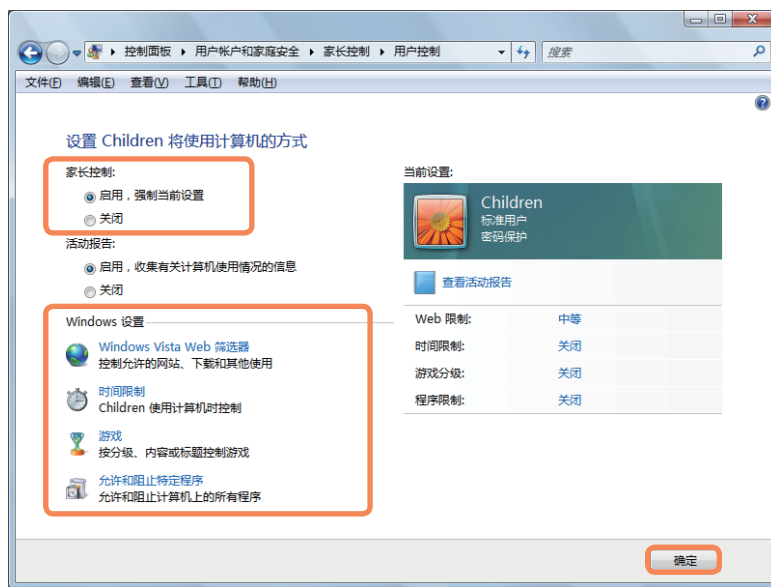 控制面板 ▸ 用户帐户和家庭安全 ▸ 家长控制 ▸ 用户控制
搜索
文件(F) 编辑(E) 查看(V) 工具(T) 帮助(H)
设置 Children 将使用计算机的方式
家长控制:
启用，强制当前设置
关闭
活动报告:
启用，收集有关计算机使用情况的信息
关闭
Windows 设置
Windows Vista Web 筛选器
控制允许的网站、下载和其他使用
时间限制
Children 使用计算机时控制
游戏
按分级、内容或标题控制游戏
允许和阻止特定程序
允许和阻止计算机上的所有程序
当前设置:
Children
标准用户
密码保护
查看活动报告
Web 限制: 中等
时间限制: 关闭
游戏分级: 关闭
程序限制: 关闭
确定